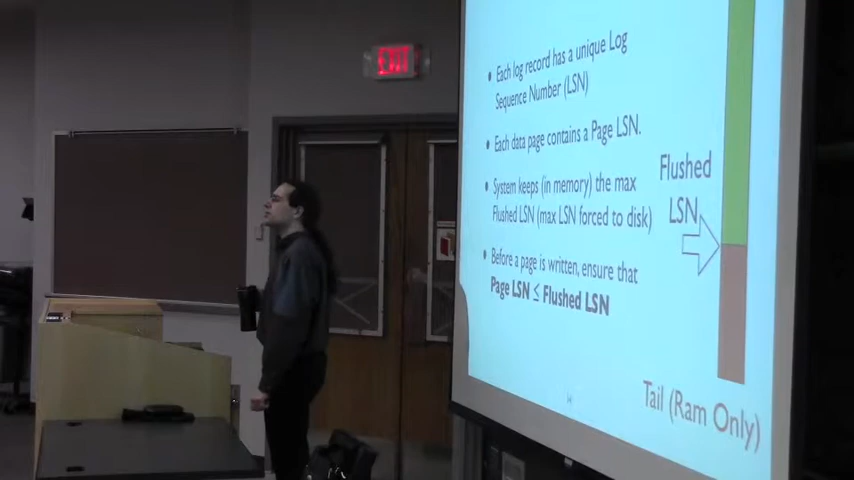 EXIT
• Each log record has a unique Log
Sequence Number (LSN)
• Each data page contains a Page LSN.
• System keeps (in memory) the max
Flushed LSN (max LSN forced to disk)
• Before a page is written, ensure that
Page LSN ≤ Flushed LSN
Flushed
LSN
Tail (Ram Only)